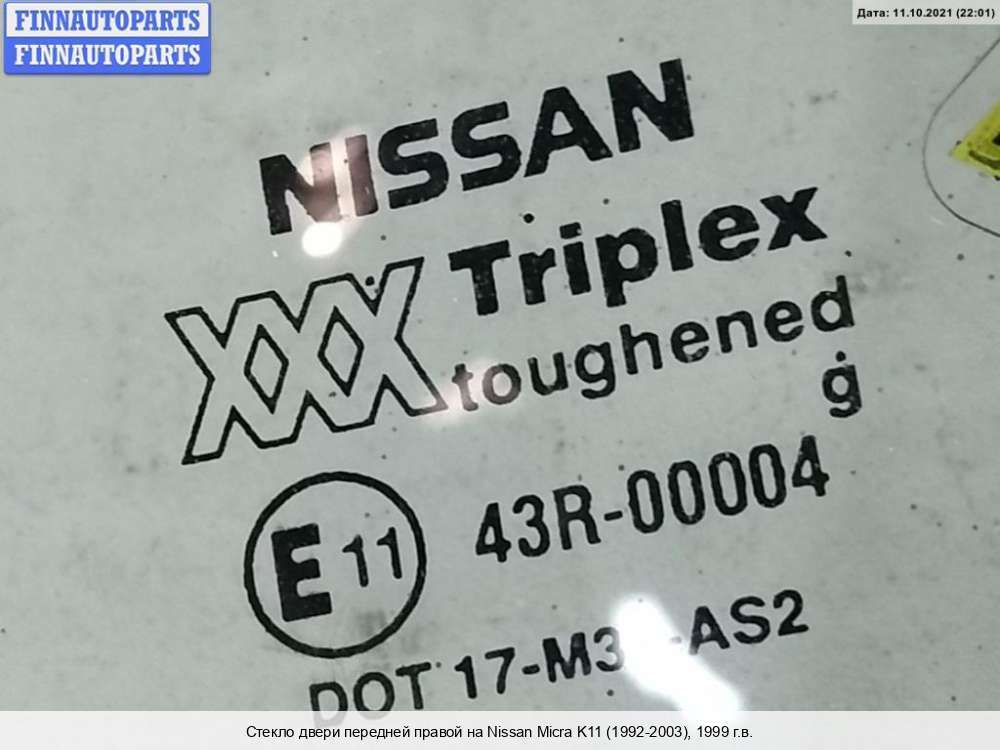 FINNAUTOPARTS
FINNAUTOPARTS
Дата: 11.10.2021 (22:01)
NISSAN
Triplex
toughened
g
E 11
43R-00004
DOT 17-M3 -AS2
Стекло двери передней правой на Nissan Micra K11 (1992-2003), 1999 г.в.